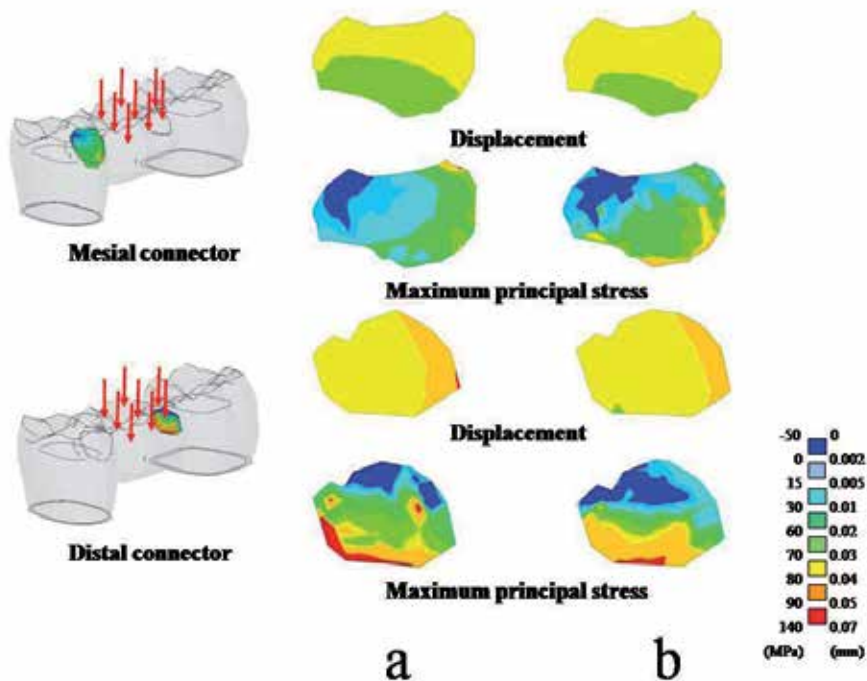 Displacement
Mesial connector
Maximum principal stress
Displacement
Distal connector
Maximum principal stress
-50 0
0 0.002
15 0.005
30 0.01
60 0.02
70 0.03
80 0.04
90 0.05
140 0.07
(MPa) (mm)
a b